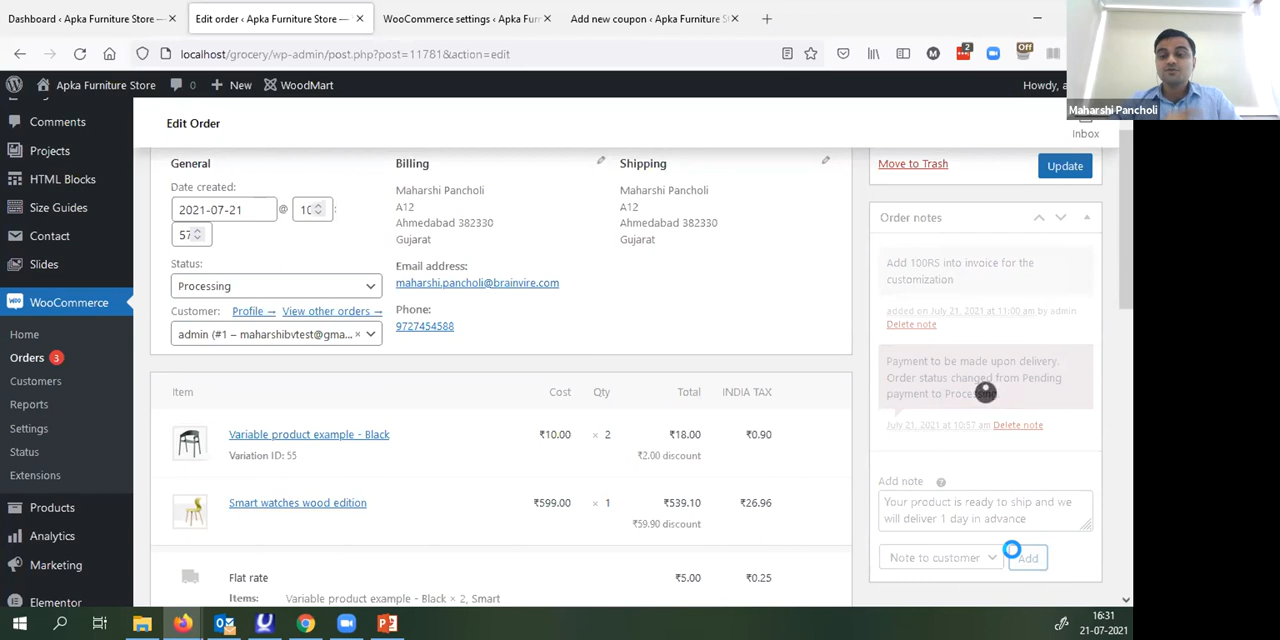 Dashboard ‹ Apka Furniture Store —
Edit order ‹ Apka Furniture Store —
WooCommerce settings ‹ Apka Fur
Add new coupon ‹ Apka Furniture S
localhost/grocery/wp-admin/post.php?post=11781&action=edit
M
2
Off
Apka Furniture Store
0
New
WoodMart
Howdy, a
Maharshi Pancholi
Edit Order
Inbox
Comments
Projects
HTML Blocks
Size Guides
Contact
Slides
WooCommerce
Home
Orders 3
Customers
Reports
Settings
Status
Extensions
Products
Analytics
Marketing
Elementor
General
Date created:
2021-07-21 @ 10 :
57
Status:
Processing
Customer: Profile → View other orders →
admin (#1 – maharshibvtest@gma... ×
Billing
Maharshi Pancholi
A12
Ahmedabad 382330
Gujarat
Email address:
maharshi.pancholi@brainvire.com
Phone:
9727454588
Shipping
Maharshi Pancholi
A12
Ahmedabad 382330
Gujarat
Item Cost Qty Total INDIA TAX
Variable product example - Black ₹10.00 × 2 ₹18.00 ₹0.90
Variation ID: 55 ₹2.00 discount
Smart watches wood edition ₹599.00 × 1 ₹539.10 ₹26.96
₹59.90 discount
Flat rate ₹5.00 ₹0.25
Items: Variable product example - Black × 2, Smart
Move to Trash
Update
Order notes
Add 100RS into invoice for the
customization
added on July 21, 2021 at 11:00 am by admin
Delete note
Payment to be made upon delivery.
Order status changed from Pending
payment to Processing.
July 21, 2021 at 10:57 am Delete note
Add note
Your product is ready to ship and we
will deliver 1 day in advance
Note to customer
Add
16:31
21-07-2021